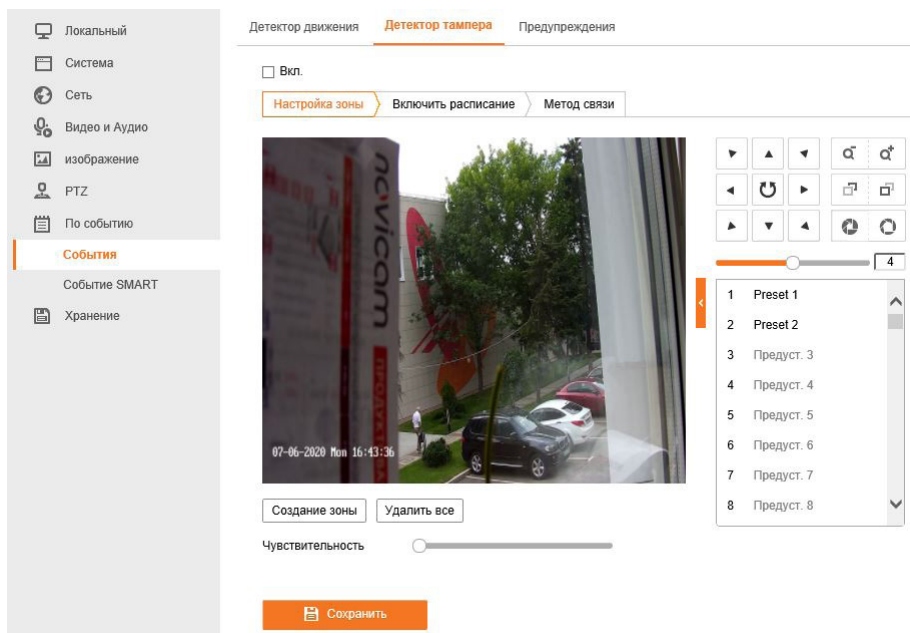 Локальный
Система
Сеть
Видео и Аудио
изображение
PTZ
По событию
События
Событие SMART
Хранение
Детектор движения Детектор тампера Предупреждения
Вкл.
Настройка зоны Включить расписание Метод связи
novicam
ПРОДУКТ
07-06-2020 Mon 16:43:36
Создание зоны Удалить все
Чувствительность
Сохранить
4
1 Preset 1
2 Preset 2
3 Предуст. 3
4 Предуст. 4
5 Предуст. 5
6 Предуст. 6
7 Предуст. 7
8 Предуст. 8